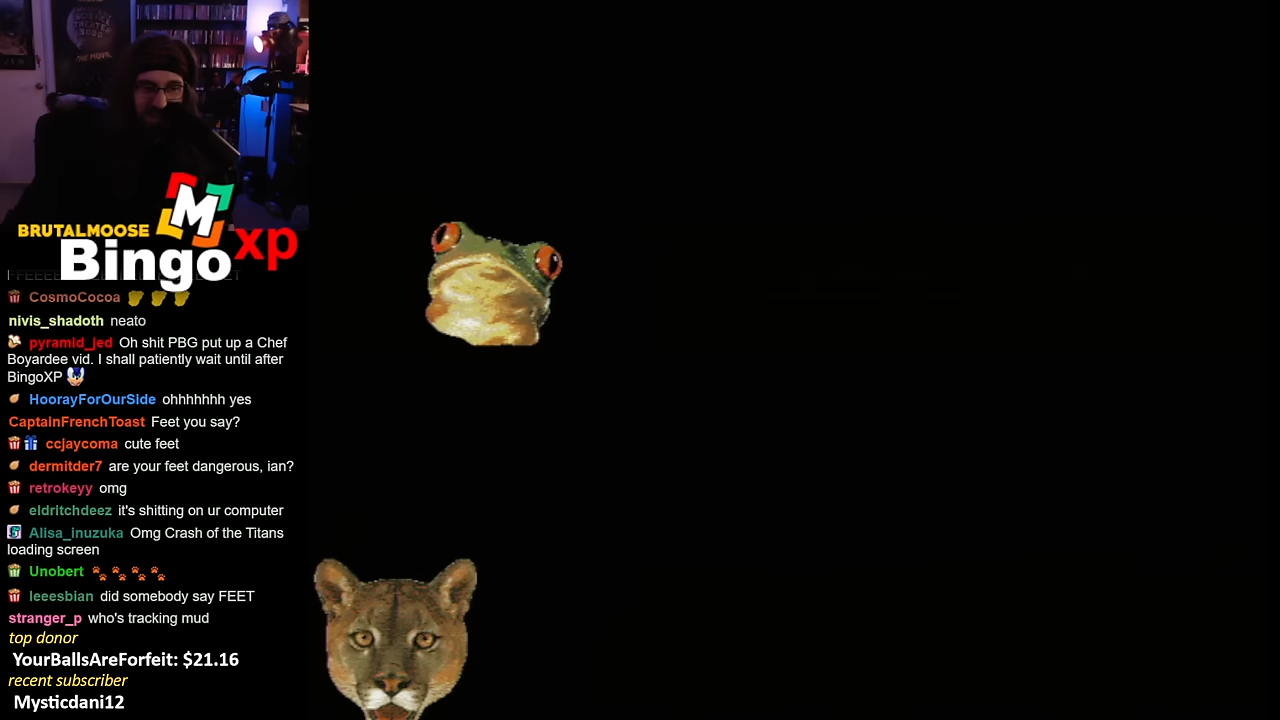 BRUTALMOOSE
M
Bingo xp
CosmoCocoa
nivis_shadoth neato
pyramid_jed Oh shit PBG put up a Chef
Boyardee vid. I shall patiently wait until after
BingoXP
HoorayForOurSide ohhhhhhh yes
CaptainFrenchToast Feet you say?
ccjaycoma cute feet
dermitder7 are your feet dangerous, ian?
retrokeyy omg
eldritchdeez it's shitting on ur computer
Alisa_inuzuka Omg Crash of the Titans
loading screen
Unobert
leeesbian did somebody say FEET
stranger_p who's tracking mud
top donor
YourBallsAreForfeit: $21.16
recent subscriber
Mysticdani12